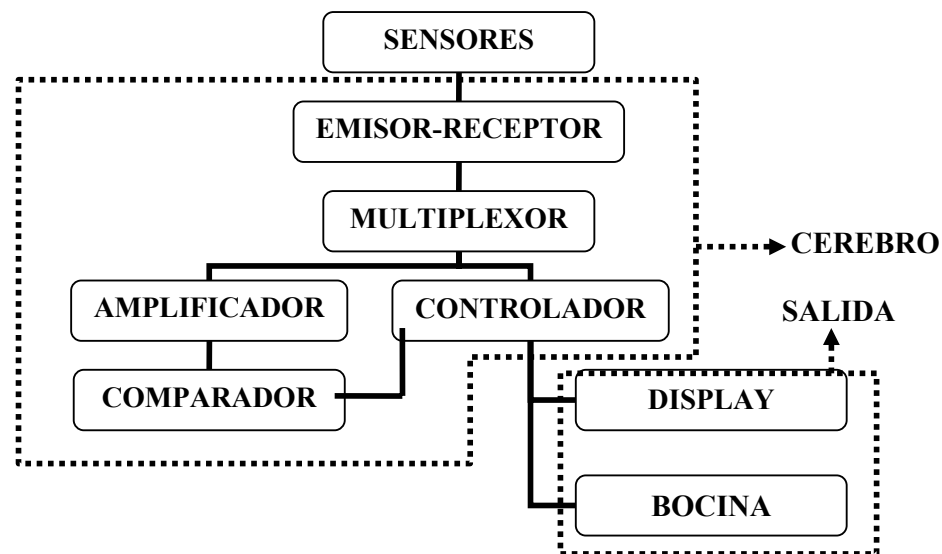 SENSORES
EMISOR-RECEPTOR
MULTIPLEXOR
CEREBRO
AMPLIFICADOR
CONTROLADOR
SALIDA
COMPARADOR
DISPLAY
BOCINA